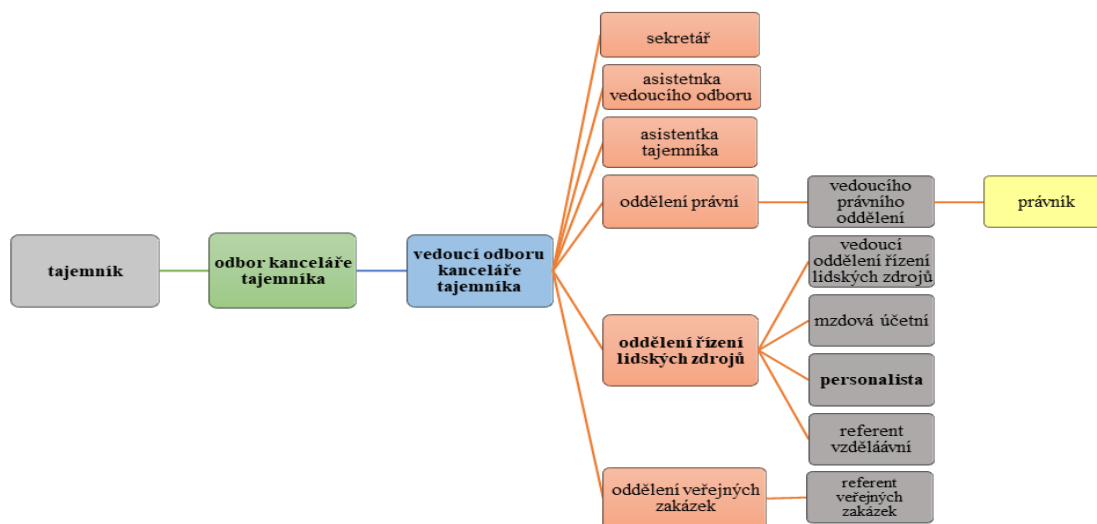 sekretář
asistetnka
vedoucího odboru
asistentka
tajemníka
oddělení právní
vedoucího
právního
oddělení
právník
tajemník
odbor kanceláře
tajemníka
vedoucí odboru
kanceláře
tajemníka
vedoucí
oddělení řízení
lidských zdrojů
oddělení řízení
lidských zdrojů
mzdová účetní
personalista
referent
vzděláávní
oddělení veřejných
zakázek
referent
veřejných
zakázek